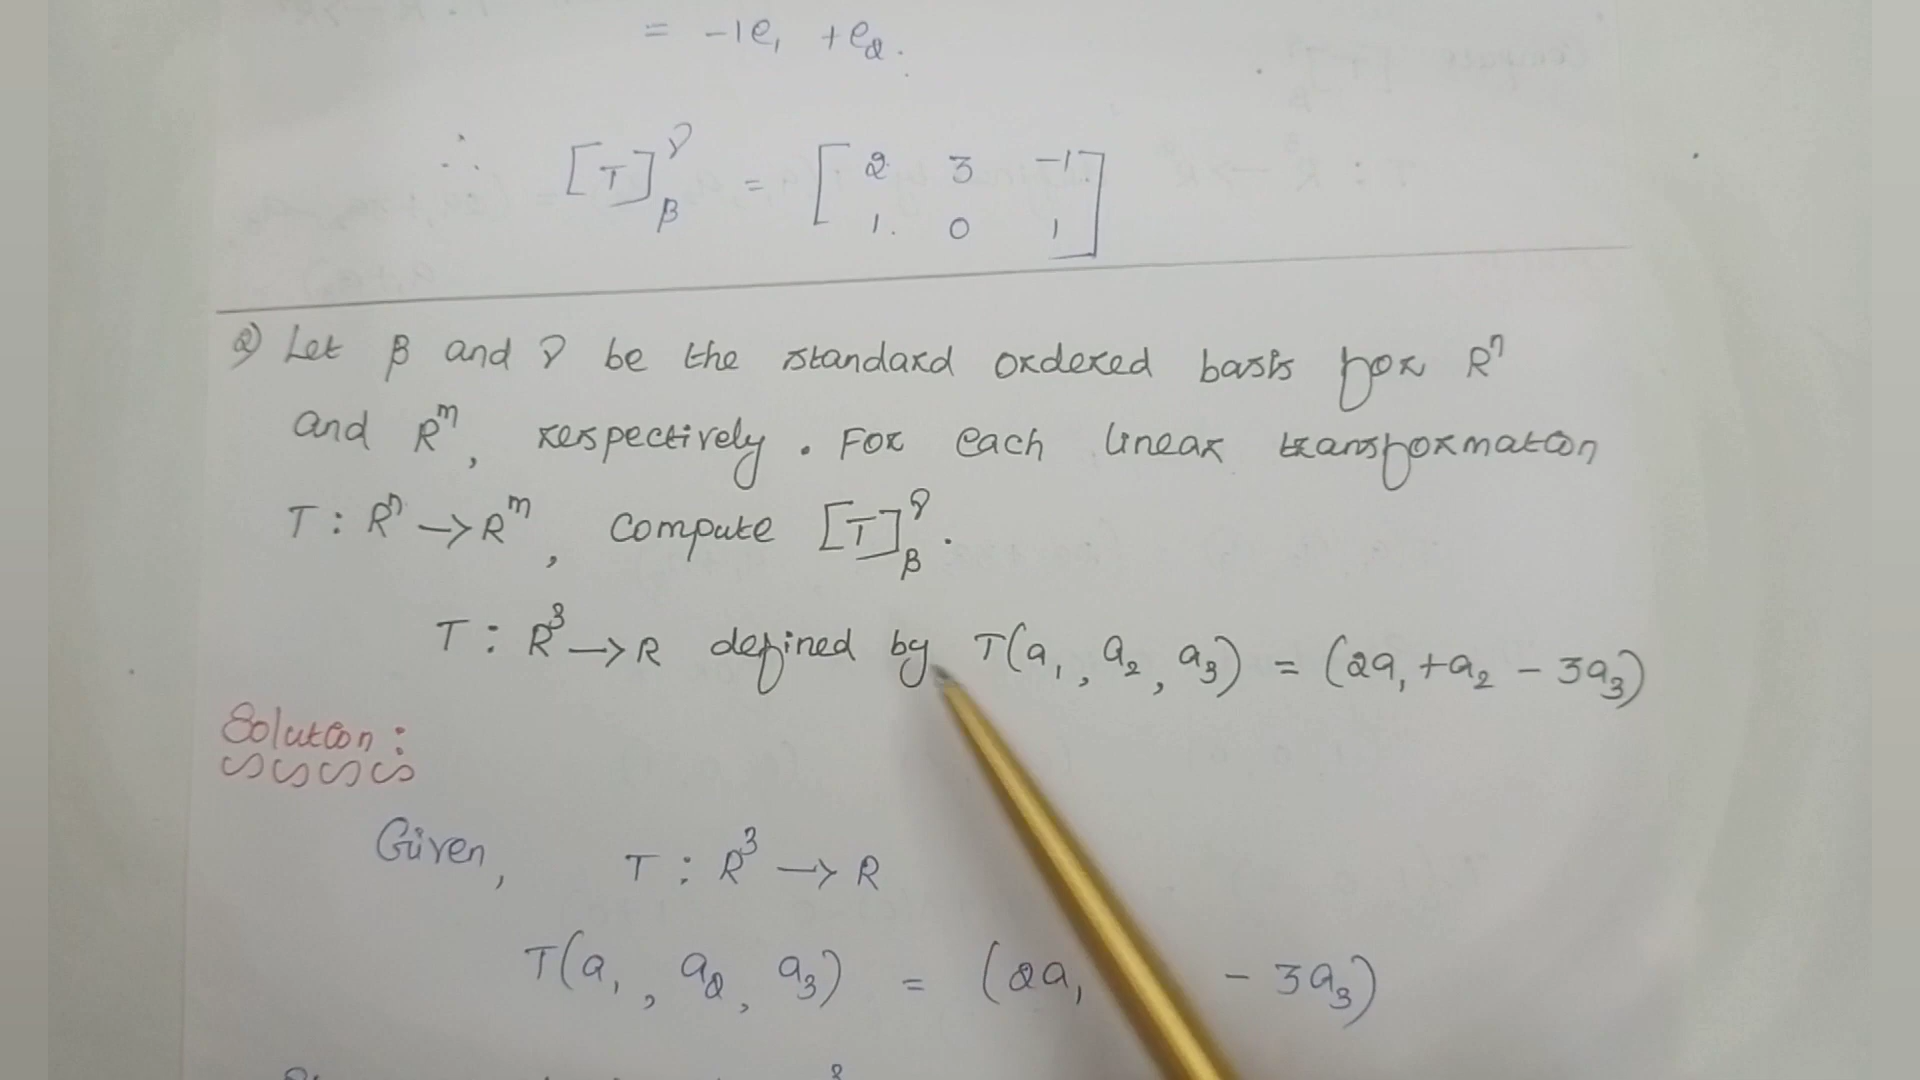 = -1e₁ + e₂.
∴ [T]ᵧβ = [ 2 3 -1
1. 0 1 ]
2) Let β and γ be the standard ordered basis for Rⁿ
and Rᵐ, respectively. For each linear transformation
T : Rⁿ → Rᵐ, compute [T]ᵧβ.
T : R³ → R defined by T(a₁, a₂, a₃) = (2a₁ + a₂ - 3a₃)
Solution :
Given, T : R³ → R
T(a₁, a₂, a₃) = (2a₁ - 3a₃)